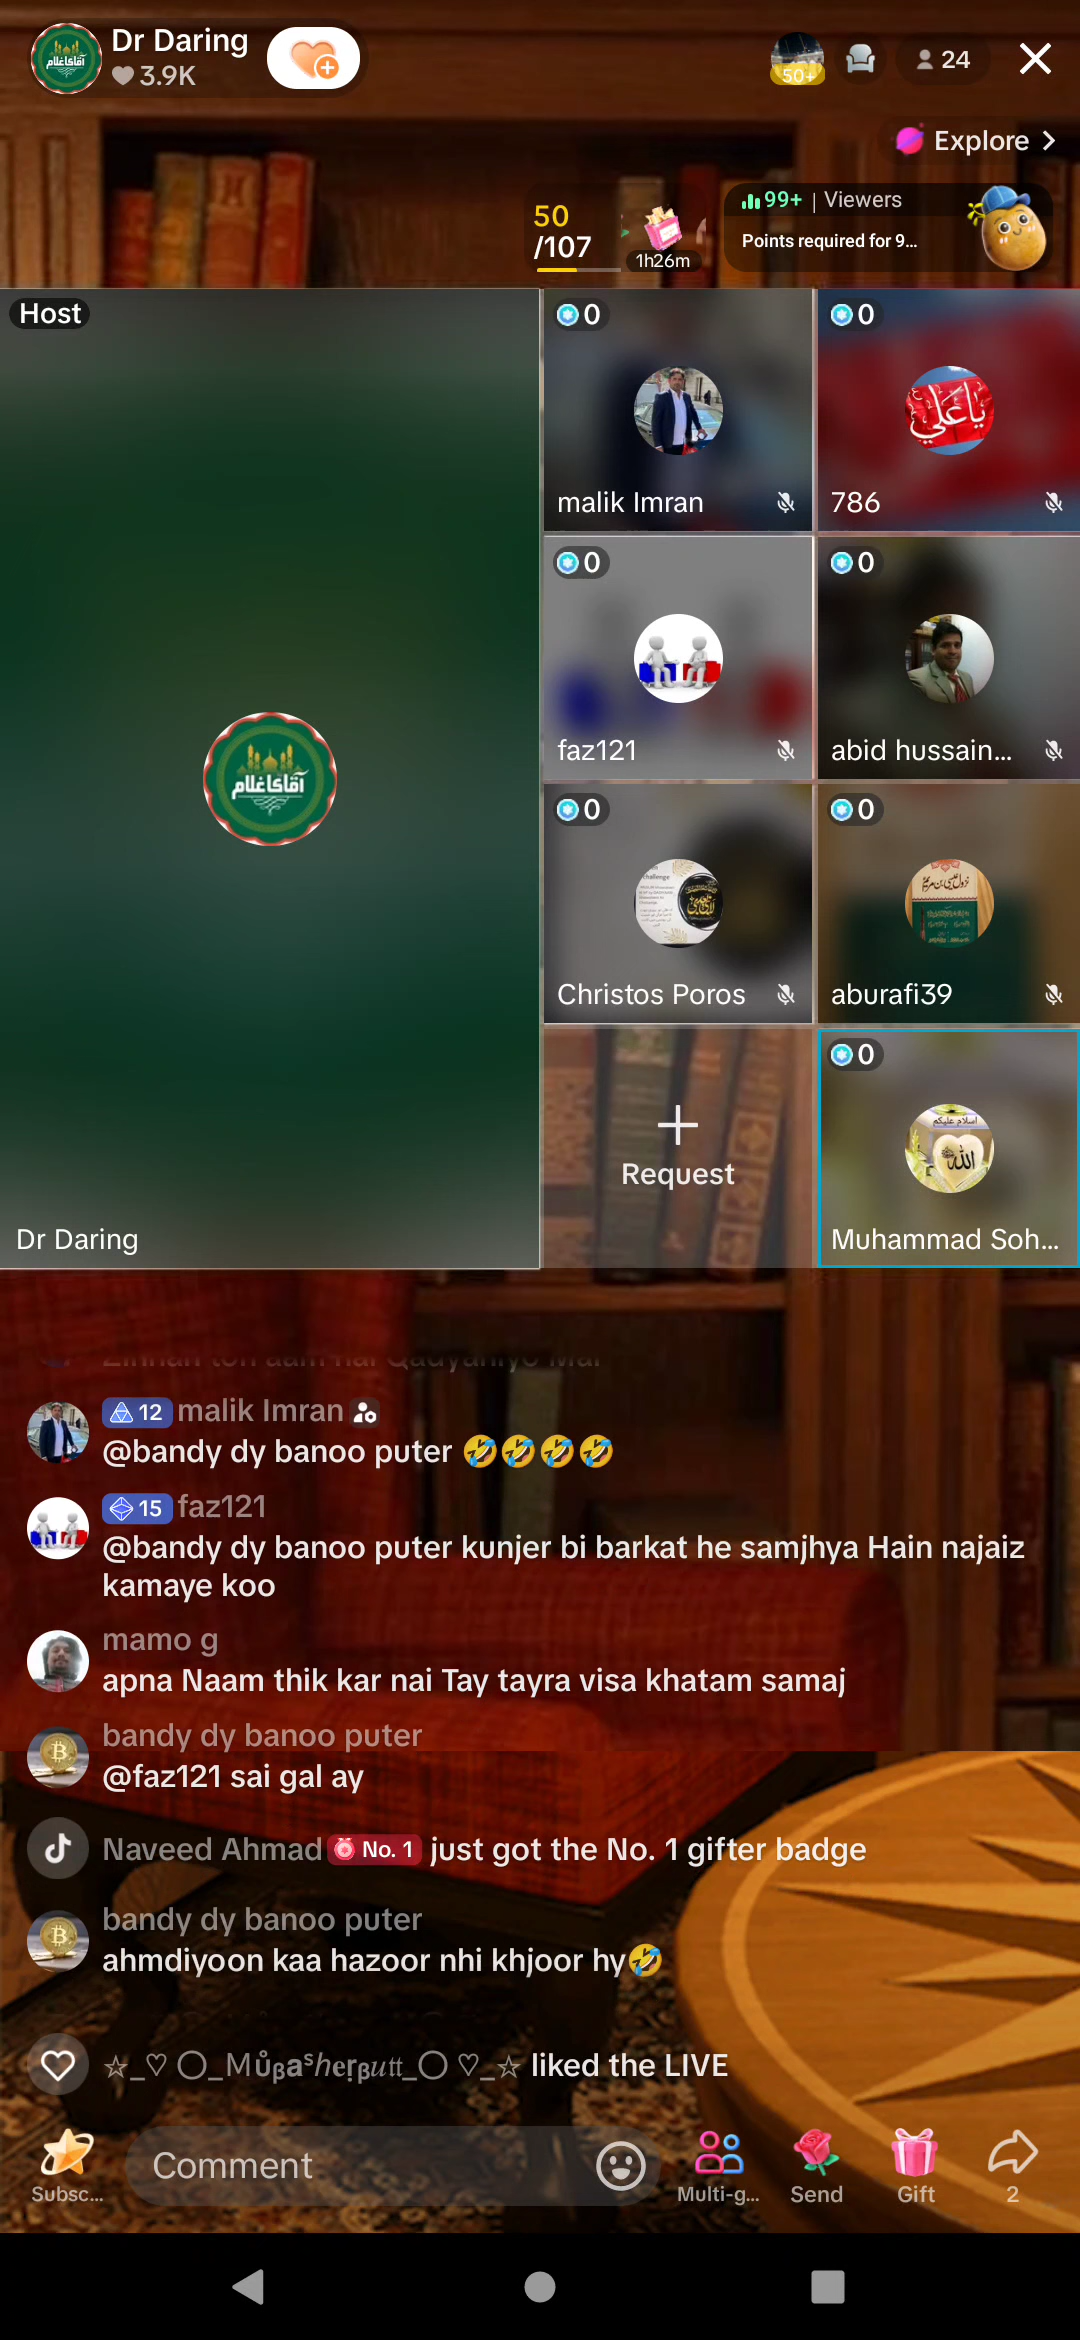 Dr Daring
3.9K
50+
24
Explore
50
/107
1h26m
99+ | Viewers
Points required for 9...
Host
آقا کا غلام
Dr Daring
0
malik Imran
0
ياعلي
786
0
faz121
0
abid hussain...
0
Christos Poros
0
aburafi39
Request
0
الله
Muhammad Soh...
12 malik Imran
@bandy dy banoo puter 🤣🤣🤣🤣
15 faz121
@bandy dy banoo puter kunjer bi barkat he samjhya Hain najaiz
kamaye koo
mamo g
apna Naam thik kar nai Tay tayra visa khatam samaj
bandy dy banoo puter
@faz121 sai gal ay
Naveed Ahmad No. 1 just got the No. 1 gifter badge
bandy dy banoo puter
ahmdiyoon kaa hazoor nhi khjoor hy🤣
liked the LIVE
Comment
Subsc...
Multi-g...
Send
Gift
2